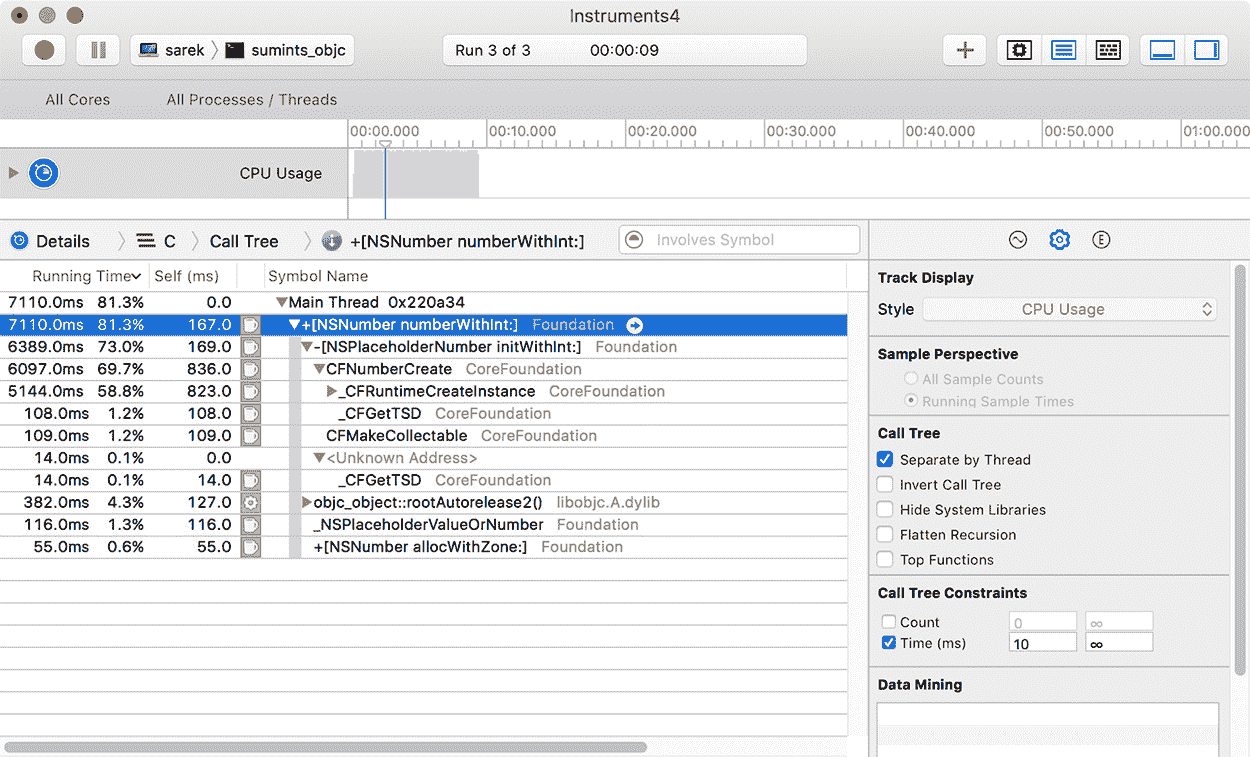 Instruments4
sarek sumints_objc Run 3 of 3 00:00:09
All Cores All Processes / Threads
00:00.000 00:10.000 00:20.000 00:30.000 00:40.000 00:50.000 01:00.000
CPU Usage
Details C Call Tree +[NSNumber numberWithInt:] Involves Symbol E
Running Time Self (ms) Symbol Name
7110.0ms 81.3% 0.0 Main Thread 0x220a34
7110.0ms 81.3% 167.0 +[NSNumber numberWithInt:] Foundation
6389.0ms 73.0% 169.0 -[NSPlaceholderNumber initWithInt:] Foundation
6097.0ms 69.7% 836.0 CFNumberCreate CoreFoundation
5144.0ms 58.8% 823.0 _CFRuntimeCreateInstance CoreFoundation
108.0ms 1.2% 108.0 _CFGetTSD CoreFoundation
109.0ms 1.2% 109.0 CFMakeCollectable CoreFoundation
14.0ms 0.1% 0.0 <Unknown Address>
14.0ms 0.1% 14.0 _CFGetTSD CoreFoundation
382.0ms 4.3% 127.0 objc_object::rootAutorelease2() libobjc.A.dylib
116.0ms 1.3% 116.0 _NSPlaceholderValueOrNumber Foundation
55.0ms 0.6% 55.0 +[NSNumber allocWithZone:] Foundation
Track Display
Style CPU Usage
Sample Perspective
All Sample Counts
Running Sample Times
Call Tree
Separate by Thread
Invert Call Tree
Hide System Libraries
Flatten Recursion
Top Functions
Call Tree Constraints
Count 0 ∞
Time (ms) 10 ∞
Data Mining